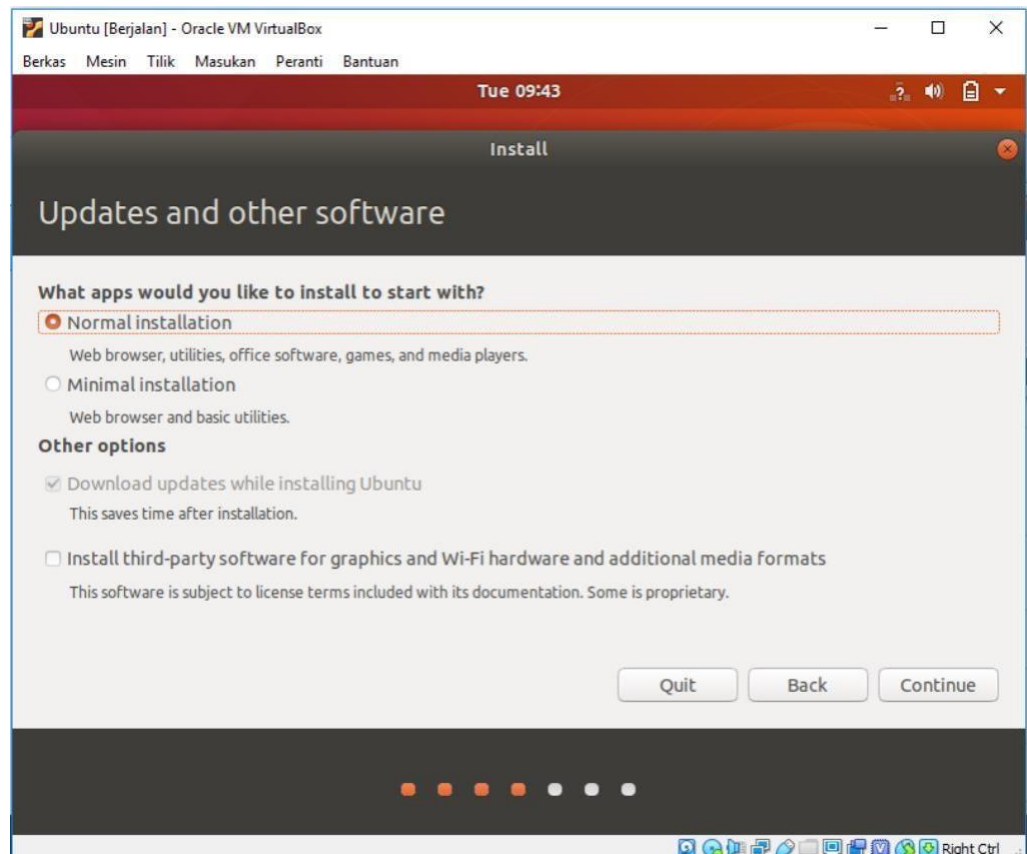 Ubuntu [Berjalan] - Oracle VM VirtualBox
Berkas Mesin Tilik Masukan Peranti Bantuan
Tue 09:43
Install
Updates and other software
What apps would you like to install to start with?
Normal installation
Web browser, utilities, office software, games, and media players.
Minimal installation
Web browser and basic utilities.
Other options
Download updates while installing Ubuntu
This saves time after installation.
Install third-party software for graphics and Wi-Fi hardware and additional media formats
This software is subject to license terms included with its documentation. Some is proprietary.
Quit Back Continue
Right Ctrl